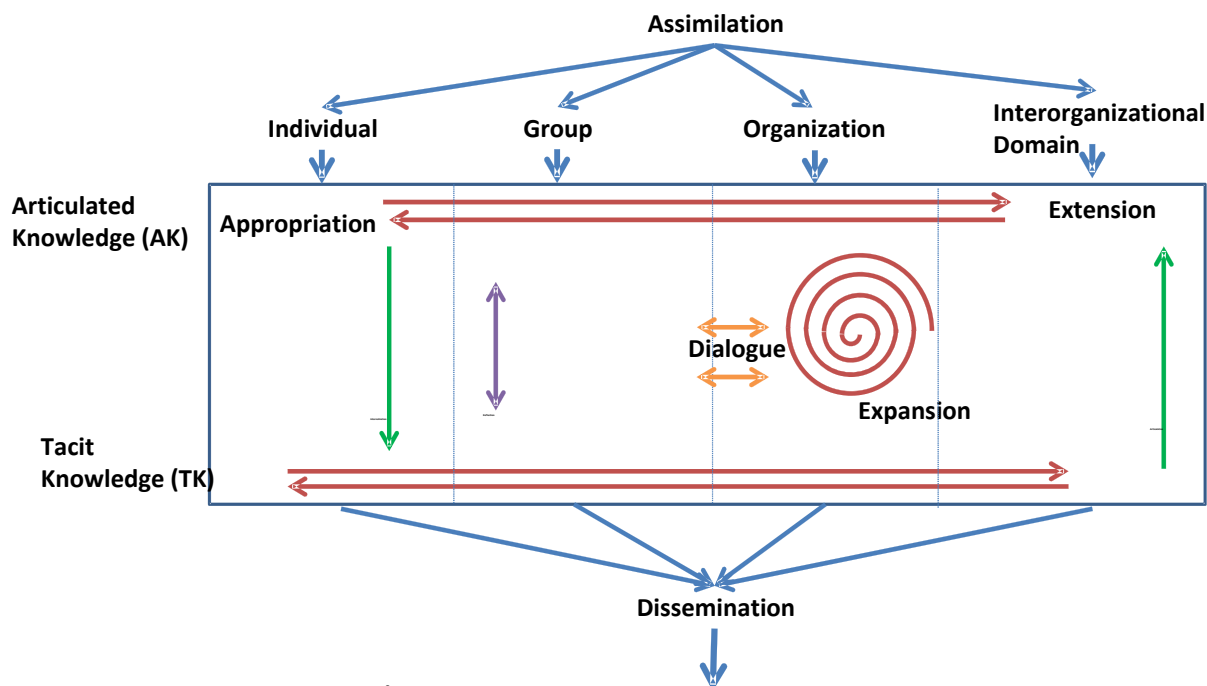 Assimilation
Individual
Group
Organization
Interorganizational
Domain
Articulated
Knowledge (AK)
Appropriation
Extension
Dialogue
Expansion
Tacit
Knowledge (TK)
Dissemination